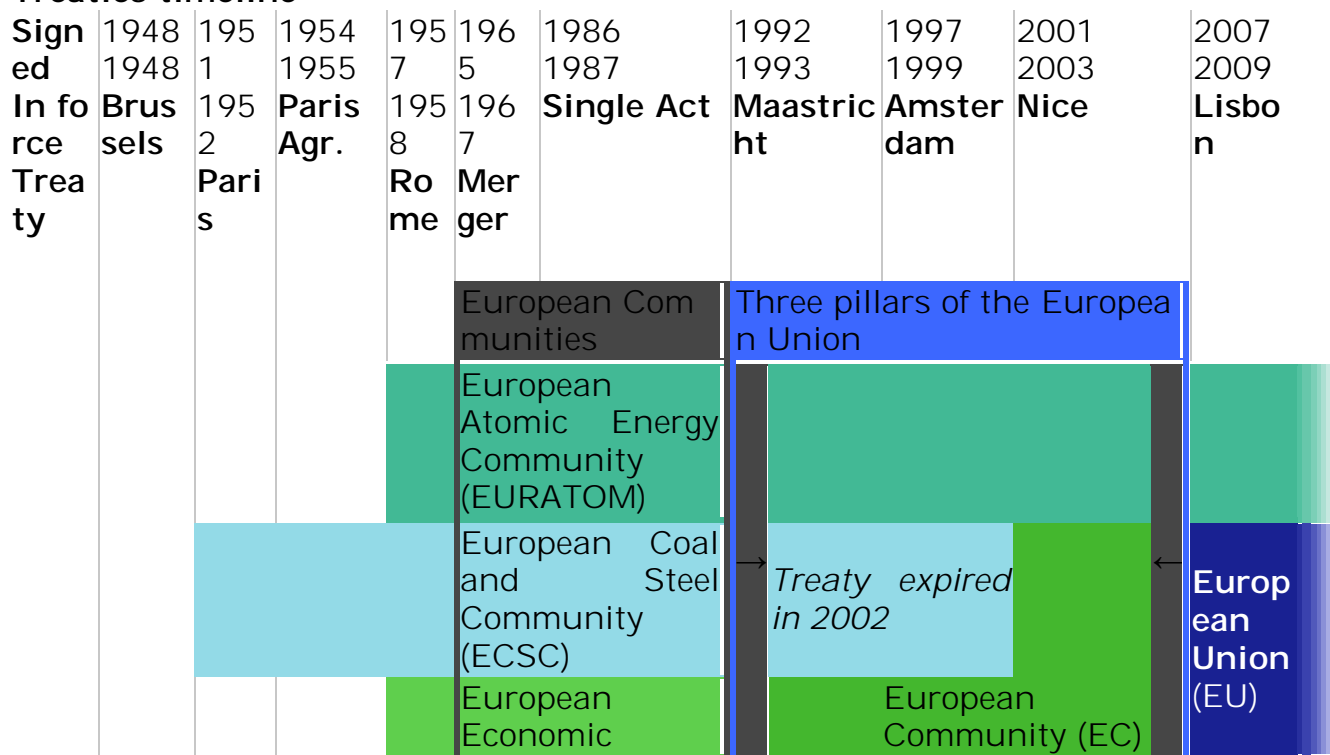 Treaties timeline
Sign
ed
In fo
rce
Trea
ty
1948
1948
Brus
sels
195
1
195
2
Pari
s
1954
1955
Paris
Agr.
195
7
195
8
Ro
me
196
5
196
7
Mer
ger
1986
1987
Single Act
1992
1993
Maastric
ht
1997
1999
Amster
dam
2001
2003
Nice
2007
2009
Lisbo
n
European Com
munities
Three pillars of the Europea
n Union
European
Atomic Energy
Community
(EURATOM)
European Coal
and Steel
Community
(ECSC)
→
Treaty expired
in 2002
←
Europ
ean
Union
(EU)
European
Economic
European
Community (EC)